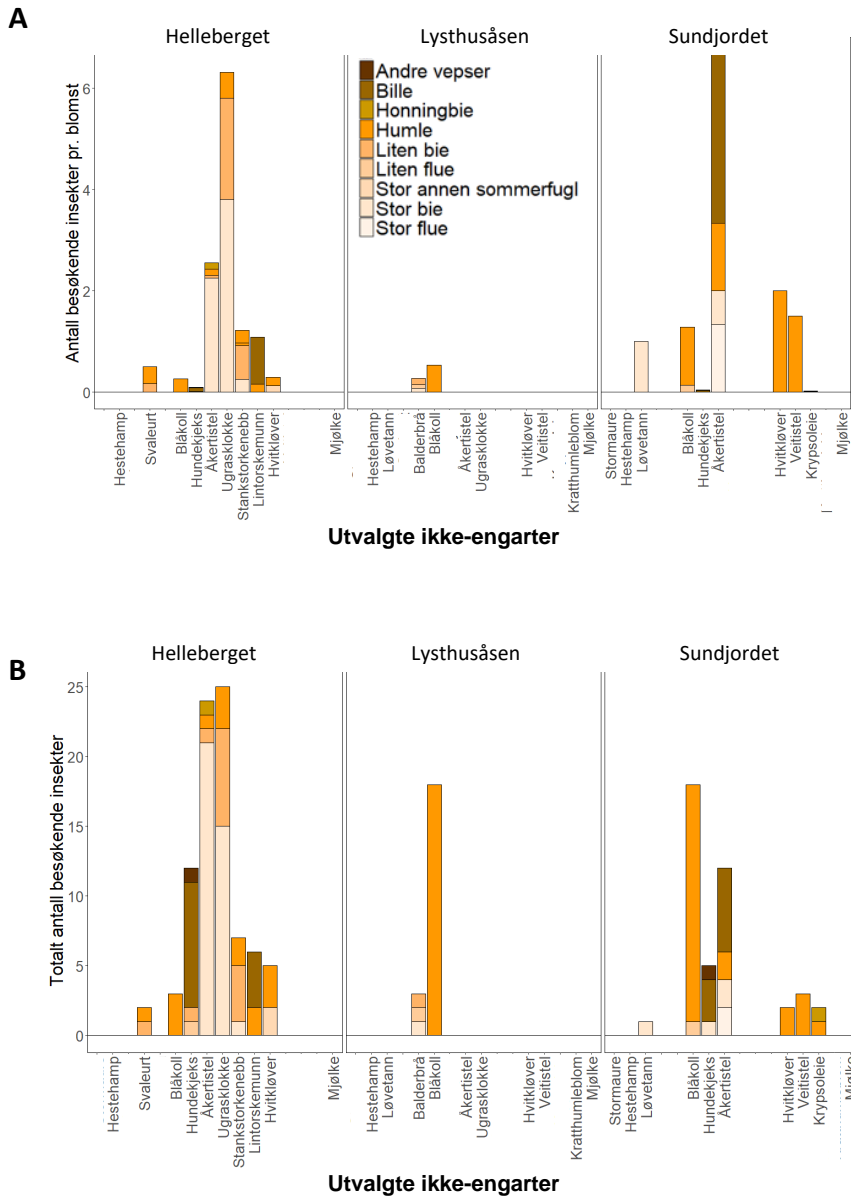 A
Helleberget Lysthusåsen Sundjordet
Antall besøkende insekter pr. blomst
6
4
2
0
Andre vepser
Bille
Honningbie
Humle
Liten bie
Liten flue
Stor annen sommerfugl
Stor bie
Stor flue
Hestehamp
Svaleurt
Blåkoll
Hundekjeks
Åkertistel
Ugrasklokke
Stankstorkenebb
Lintorskemunn
Hvitkløver
Mjølke
Hestehamp
Løvetann
Balderbrå
Blåkoll
Åkertistel
Ugrasklokke
Hvitkløver
Veitistel
Kratthumleblom
Mjølke
Stormaure
Hestehamp
Løvetann
Blåkoll
Hundekjeks
Åkertistel
Hvitkløver
Veitistel
Krypsoleie
Utvalgte ikke-engarter
B
Helleberget Lysthusåsen Sundjordet
Totalt antall besøkende insekter
25
20
15
10
5
0
Hestehamp
Svaleurt
Blåkoll
Hundekjeks
Åkertistel
Ugrasklokke
Stankstorkenebb
Lintorskemunn
Hvitkløver
Mjølke
Hestehamp
Løvetann
Balderbrå
Blåkoll
Åkertistel
Ugrasklokke
Hvitkløver
Veitistel
Kratthumleblom
Mjølke
Stormaure
Hestehamp
Løvetann
Blåkoll
Hundekjeks
Åkertistel
Hvitkløver
Veitistel
Krypsoleie
Utvalgte ikke-engarter